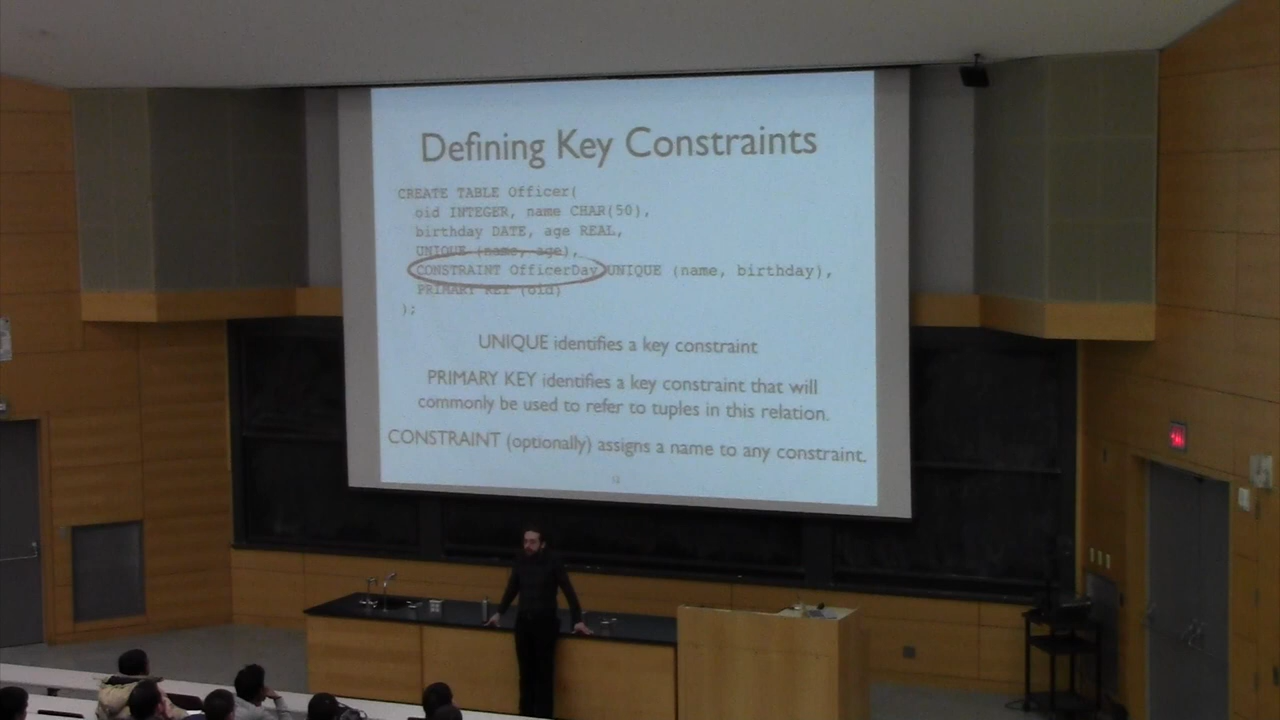 Defining Key Constraints
CREATE TABLE Officer(
oid INTEGER, name CHAR(50),
birthday DATE, age REAL,
UNIQUE (name, age),
CONSTRAINT OfficerDay UNIQUE (name, birthday),
PRIMARY KEY (oid)
);
UNIQUE identifies a key constraint
PRIMARY KEY identifies a key constraint that will
commonly be used to refer to tuples in this relation.
CONSTRAINT (optionally) assigns a name to any constraint.